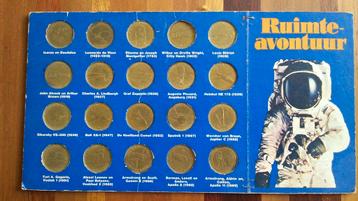 Ruimte-
avontuur
Icarus en Daedalus
Leonardo da Vinci
(1452-1519)
Etienne en Joseph
Montgolfier (1783)
Wilbur en Orville Wright,
Kitty Hawk (1903)
Louis Blériot
(1909)
John Alcock en Arthur
Brown (1919)
Charles A. Lindbergh
(1927)
Graf Zeppelin (1928)
Auguste Piccard,
Augsburg (1931)
Heinkel HE 178 (1939)
Sikorsky VS-300 (1939)
Bell XS-1 (1947)
De Havilland Comet (1952)
Spoutnik 1 (1957)
Wernher von Braun,
Jupiter C (1958)
Yuri A. Gagarin,
Vostok 1 (1961)
Alexei Leonov en
Pavel Belyayev,
Voskhod 2 (1965)
Armstrong en Scott,
Gemini 8 (1966)
Borman, Lovell en
Anders,
Apollo 8 (1968)
Armstrong, Aldrin en
Collins,
Apollo 11 (1969)